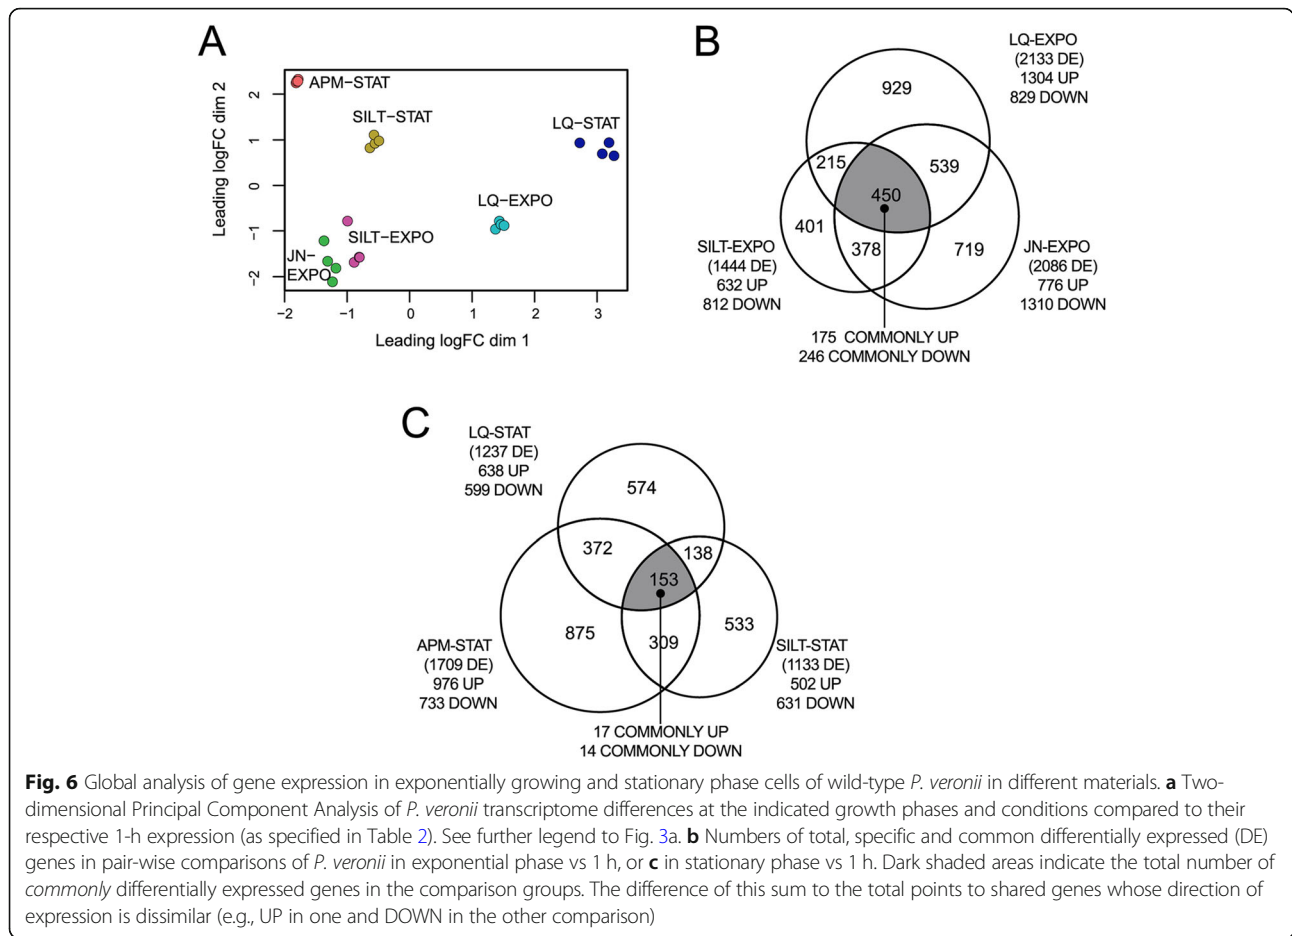 A
APM−STAT
SILT−STAT
LQ−STAT
LQ−EXPO
SILT−EXPO
JN−
EXPO
2
1
0
−1
−2
Leading logFC dim 2
−2
−1
0
1
2
3
Leading logFC dim 1
B
LQ-EXPO
(2133 DE)
1304 UP
829 DOWN
929
215
539
450
401
378
719
SILT-EXPO
(1444 DE)
632 UP
812 DOWN
JN-EXPO
(2086 DE)
776 UP
1310 DOWN
175 COMMONLY UP
246 COMMONLY DOWN
C
LQ-STAT
(1237 DE)
638 UP
599 DOWN
574
372
138
153
875
309
533
APM-STAT
(1709 DE)
976 UP
733 DOWN
SILT-STAT
(1133 DE)
502 UP
631 DOWN
17 COMMONLY UP
14 COMMONLY DOWN
Fig. 6 Global analysis of gene expression in exponentially growing and stationary phase cells of wild-type P. veronii in different materials. a Two-
dimensional Principal Component Analysis of P. veronii transcriptome differences at the indicated growth phases and conditions compared to their
respective 1-h expression (as specified in Table 2). See further legend to Fig. 3a. b Numbers of total, specific and common differentially expressed (DE)
genes in pair-wise comparisons of P. veronii in exponential phase vs 1 h, or c in stationary phase vs 1 h. Dark shaded areas indicate the total number of
commonly differentially expressed genes in the comparison groups. The difference of this sum to the total points to shared genes whose direction of
expression is dissimilar (e.g., UP in one and DOWN in the other comparison)